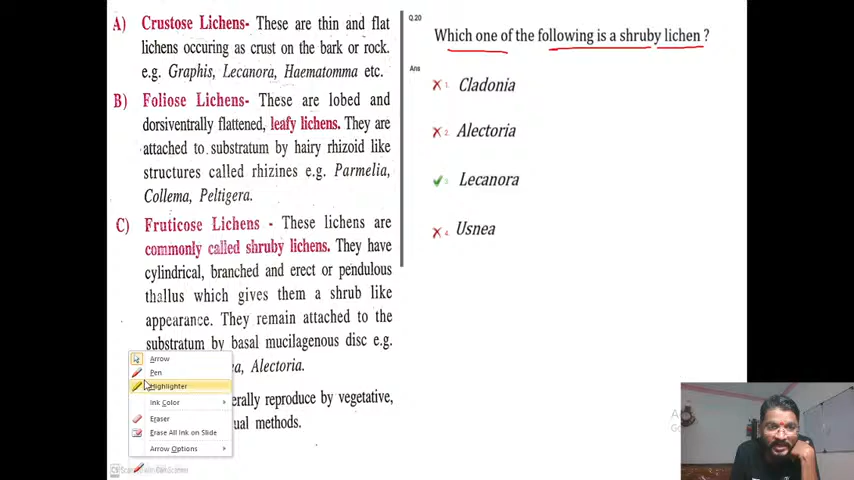 A) Crustose Lichens- These are thin and flat
lichens occuring as crust on the bark or rock.
e.g. Graphis, Lecanora, Haematomma etc.
B) Foliose Lichens- These are lobed and
dorsiventrally flattened, leafy lichens. They are
attached to substratum by hairy rhizoid like
structures called rhizines e.g. Parmelia,
Collema, Peltigera.
C) Fruticose Lichens - These lichens are
commonly called shruby lichens. They have
cylindrical, branched and erect or pendulous
thallus which gives them a shrub like
appearance. They remain attached to the
substratum by basal mucilagenous disc e.g.
Alectoria.
reproduce by vegetative,
methods.
Arrow
Pen
Highlighter
Ink Color
Eraser
Erase All Ink on Slide
Arrow Options
CS
Q.20
Which one of the following is a shruby lichen ?
Ans
1. Cladonia
2. Alectoria
3. Lecanora
4. Usnea